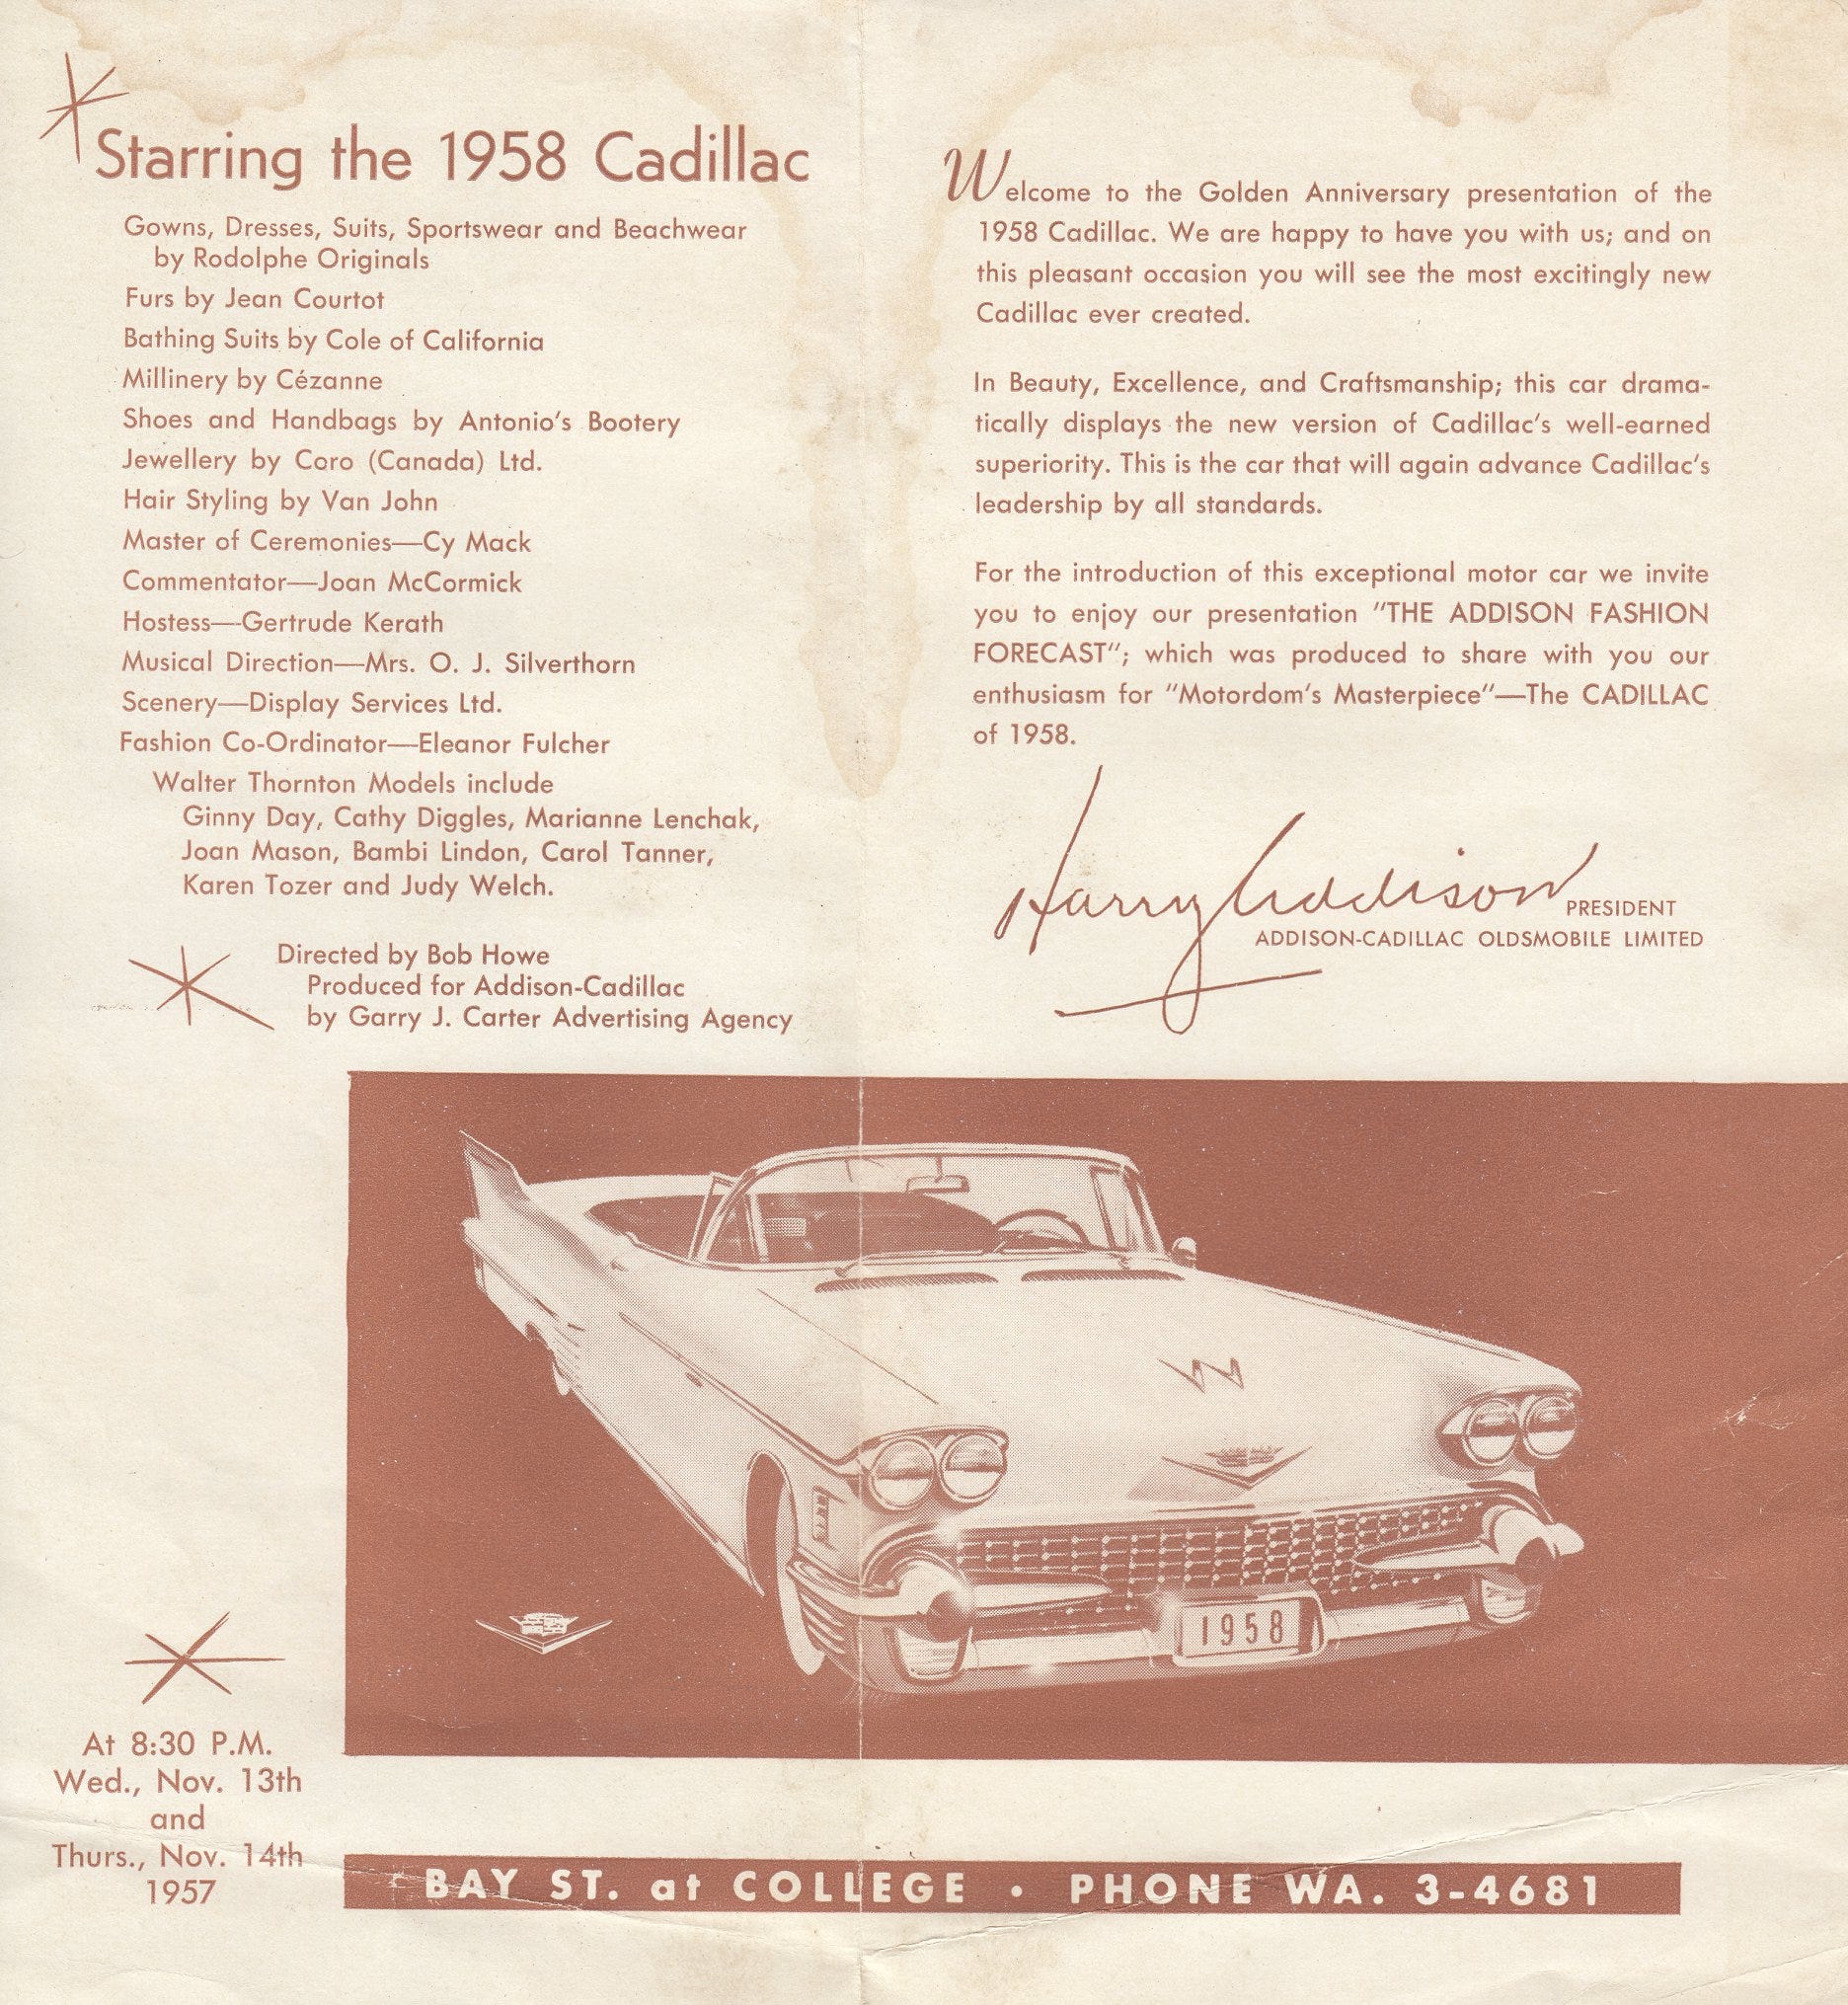 Starring the 1958 Cadillac
Gowns, Dresses, Suits, Sportswear and Beachwear
by Rodolphe Originals
Furs by Jean Courtot
Bathing Suits by Cole of California
Millinery by Cézanne
Shoes and Handbags by Antonio's Bootery
Jewellery by Coro (Canada) Ltd.
Hair Styling by Van John
Master of Ceremonies—Cy Mack
Commentator—Joan McCormick
Hostess—Gertrude Kerath
Musical Direction—Mrs. O. J. Silverthorn
Scenery—Display Services Ltd.
Fashion Co-Ordinator—Eleanor Fulcher
Walter Thornton Models include
Ginny Day, Cathy Diggles, Marianne Lenchak,
Joan Mason, Bambi Lindon, Carol Tanner,
Karen Tozer and Judy Welch.
Directed by Bob Howe
Produced for Addison-Cadillac
by Garry J. Carter Advertising Agency
Welcome to the Golden Anniversary presentation of the
1958 Cadillac. We are happy to have you with us; and on
this pleasant occasion you will see the most excitingly new
Cadillac ever created.
In Beauty, Excellence, and Craftsmanship; this car drama-
tically displays the new version of Cadillac's well-earned
superiority. This is the car that will again advance Cadillac's
leadership by all standards.
For the introduction of this exceptional motor car we invite
you to enjoy our presentation "THE ADDISON FASHION
FORECAST"; which was produced to share with you our
enthusiasm for "Motordom's Masterpiece"—The CADILLAC
of 1958.
Harry Addison
PRESIDENT
ADDISON-CADILLAC OLDSMOBILE LIMITED
1958
At 8:30 P.M.
Wed., Nov. 13th
and
Thurs., Nov. 14th
1957
BAY ST. at COLLEGE • PHONE WA. 3-4681